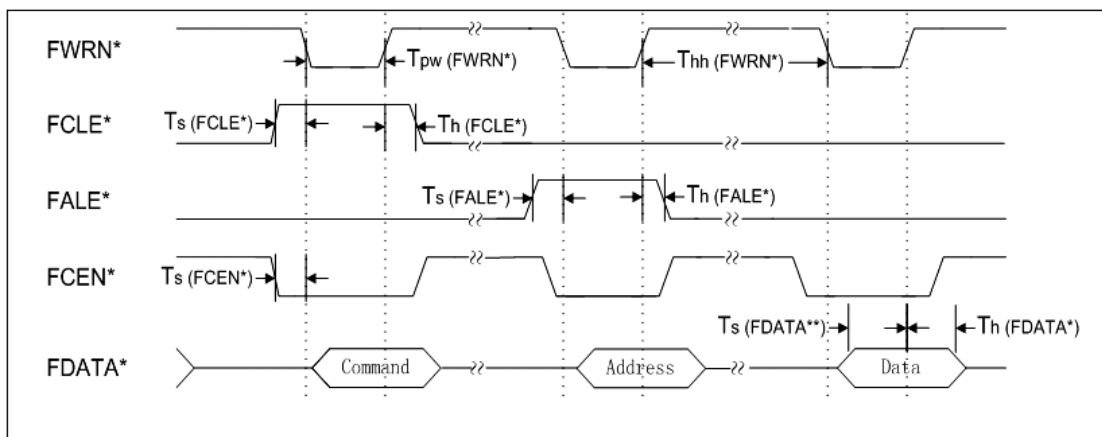 FWRN*
Tpw (FWRN*)
Thh (FWRN*)
FCLE*
Ts (FCLE*)
Th (FCLE*)
FALE*
Ts (FALE*)
Th (FALE*)
FCEN*
Ts (FCEN*)
Ts (FDATA**)
Th (FDATA*)
FDATA*
Command
Address
Data